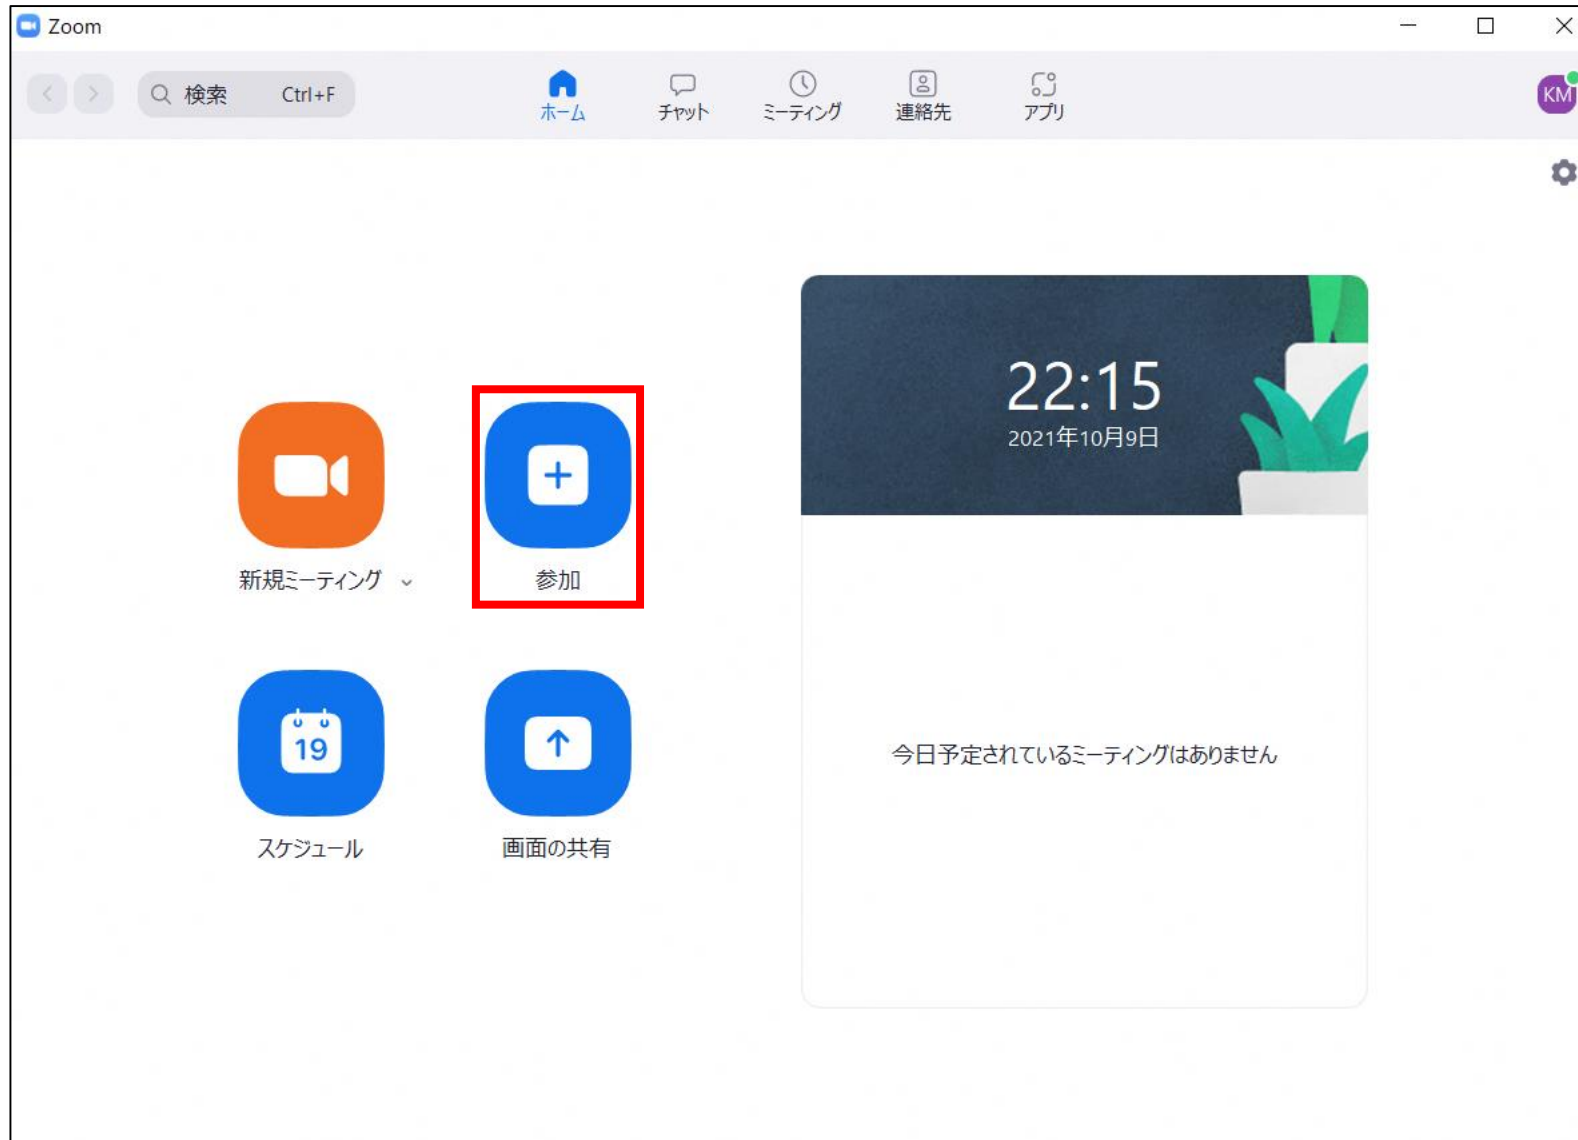 Zoom
検索 Ctrl+F
ホーム
チャット
ミーティング
連絡先
アプリ
KM
22:15
2021年10月9日
新規ミーティング
参加
19
スケジュール
画面の共有
今日予定されているミーティングはありません